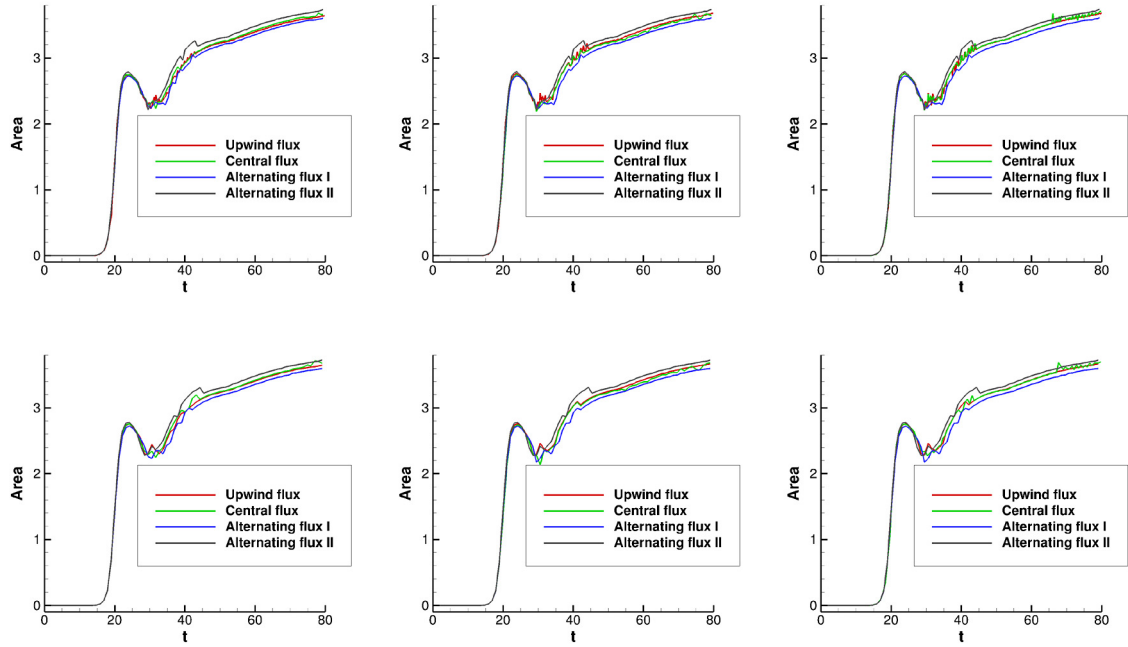 Area
3
2
1
0
Upwind flux
Central flux
Alternating flux I
Alternating flux II
0 20 40 60 80
t
Area
3
2
1
0
Upwind flux
Central flux
Alternating flux I
Alternating flux II
0 20 40 60 80
t
Area
3
2
1
0
Upwind flux
Central flux
Alternating flux I
Alternating flux II
0 20 40 60 80
t
Area
3
2
1
0
Upwind flux
Central flux
Alternating flux I
Alternating flux II
0 20 40 60 80
t
Area
3
2
1
0
Upwind flux
Central flux
Alternating flux I
Alternating flux II
0 20 40 60 80
t
Area
3
2
1
0
Upwind flux
Central flux
Alternating flux I
Alternating flux II
0 20 40 60 80
t